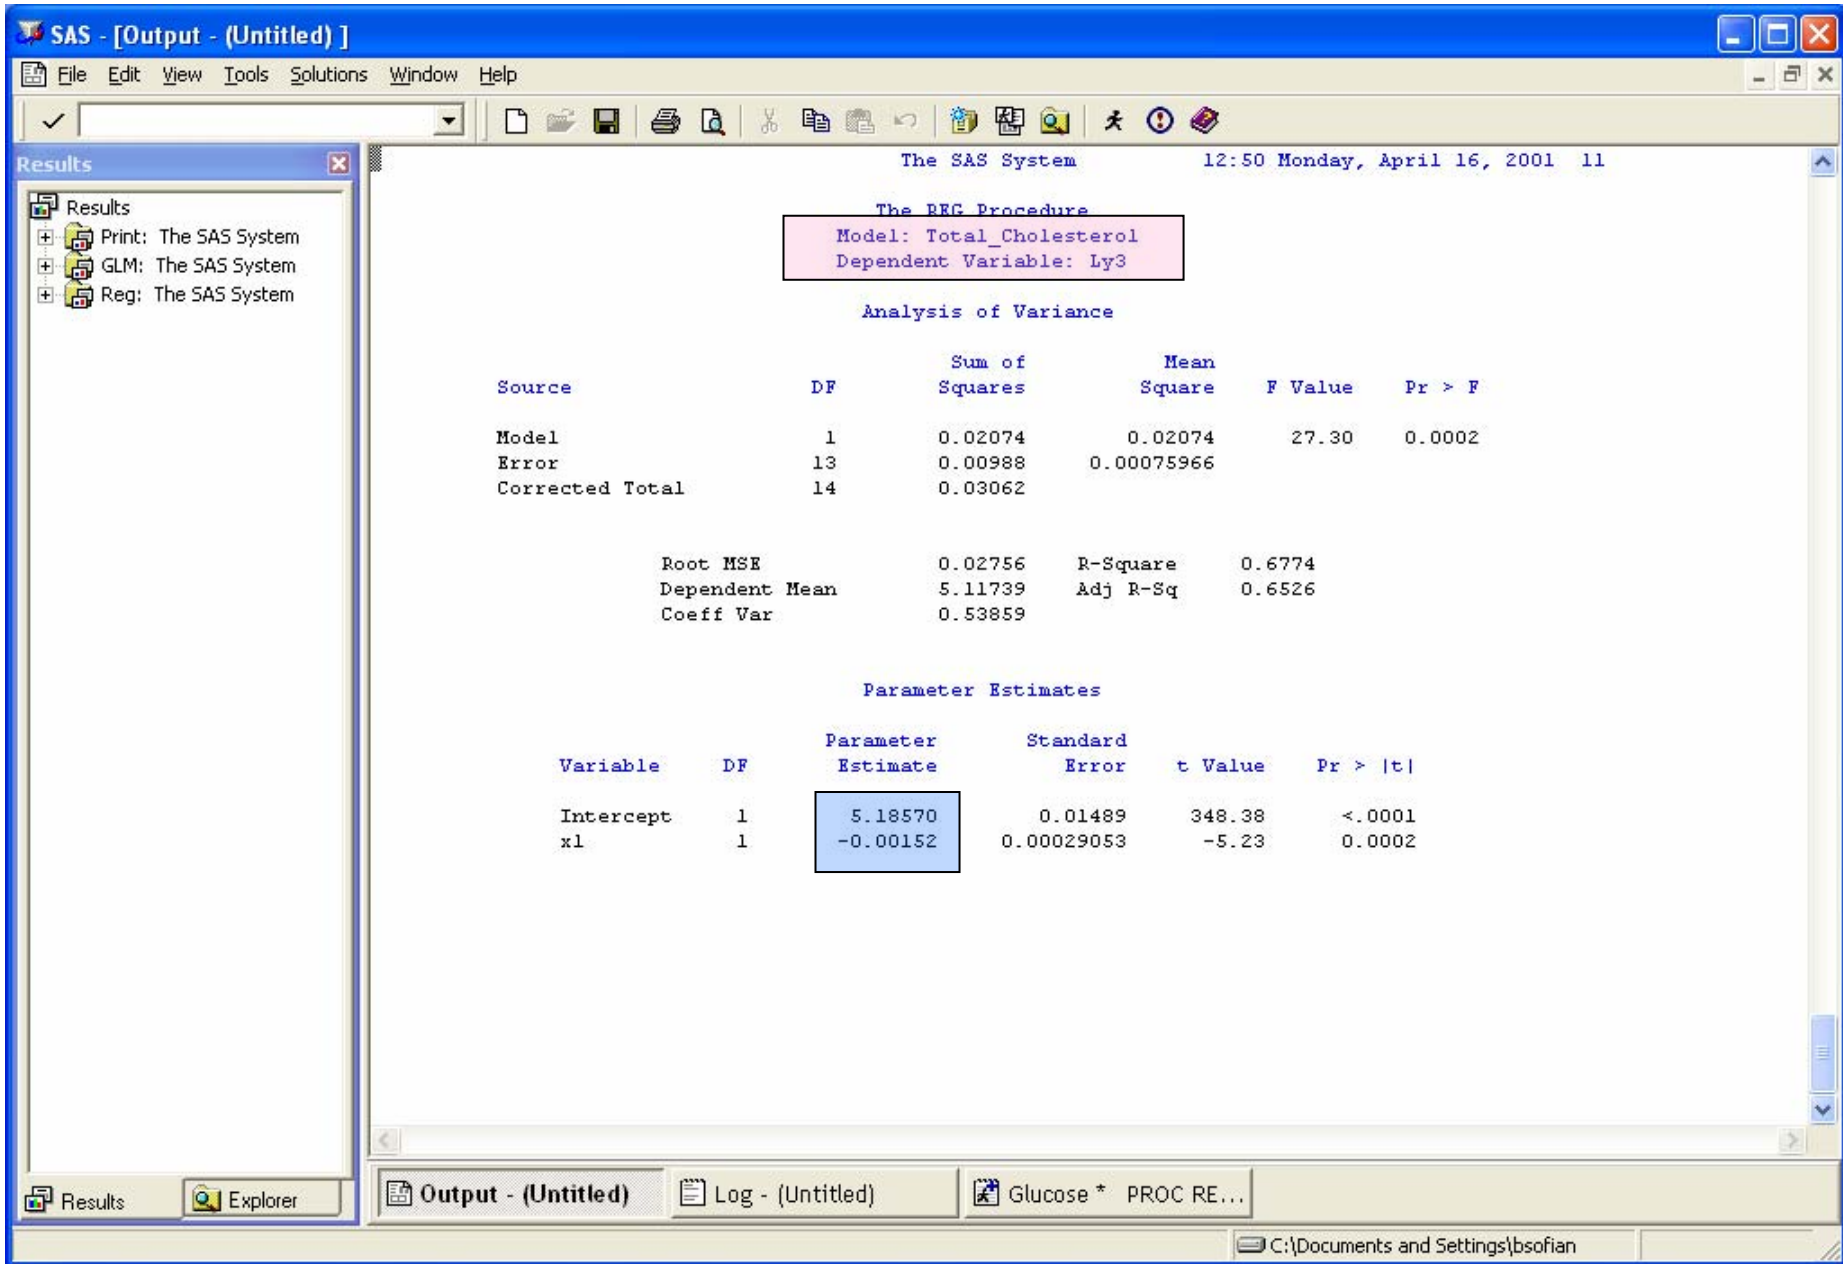 SAS - [Output - (Untitled) ]
File Edit View Tools Solutions Window Help
Results
Results
Print: The SAS System
GLM: The SAS System
Reg: The SAS System
The SAS System 12:50 Monday, April 16, 2001 11
The REG Procedure
Model: Total_Cholesterol
Dependent Variable: Ly3
Analysis of Variance
Sum of Mean
Source DF Squares Square F Value Pr > F
Model 1 0.02074 0.02074 27.30 0.0002
Error 13 0.00988 0.00075966
Corrected Total 14 0.03062
Root MSE 0.02756 R-Square 0.6774
Dependent Mean 5.11739 Adj R-Sq 0.6526
Coeff Var 0.53859
Parameter Estimates
Parameter Standard
Variable DF Estimate Error t Value Pr > |t|
Intercept 1 5.18570 0.01489 348.38 <.0001
x1 1 -0.00152 0.00029053 -5.23 0.0002
Results Explorer
Output - (Untitled) Log - (Untitled) Glucose * PROC RE...
C:\Documents and Settings\bsofian